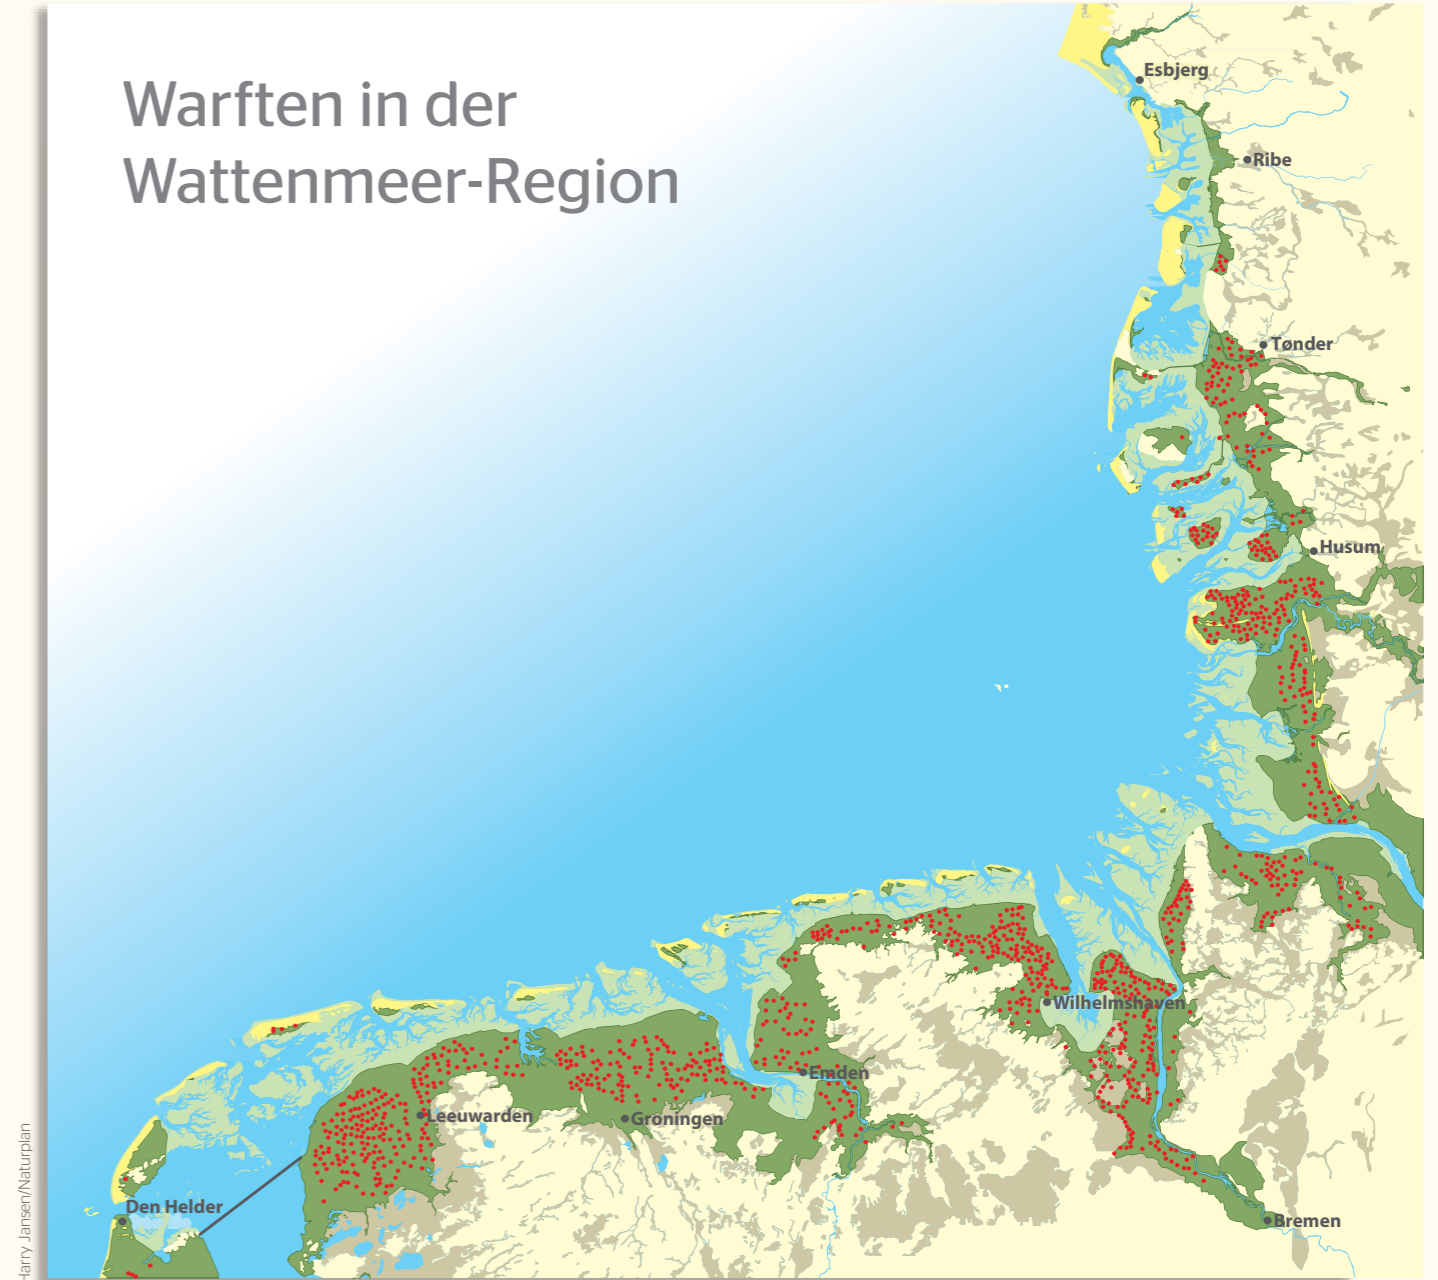 Warften in der
Wattenmeer-Region
Esbjerg
Ribe
Tønder
Husum
Wilhelmshaven
Emden
Leeuwarden
Groningen
Den Helder
Bremen
Harry Jansen/Naturplan